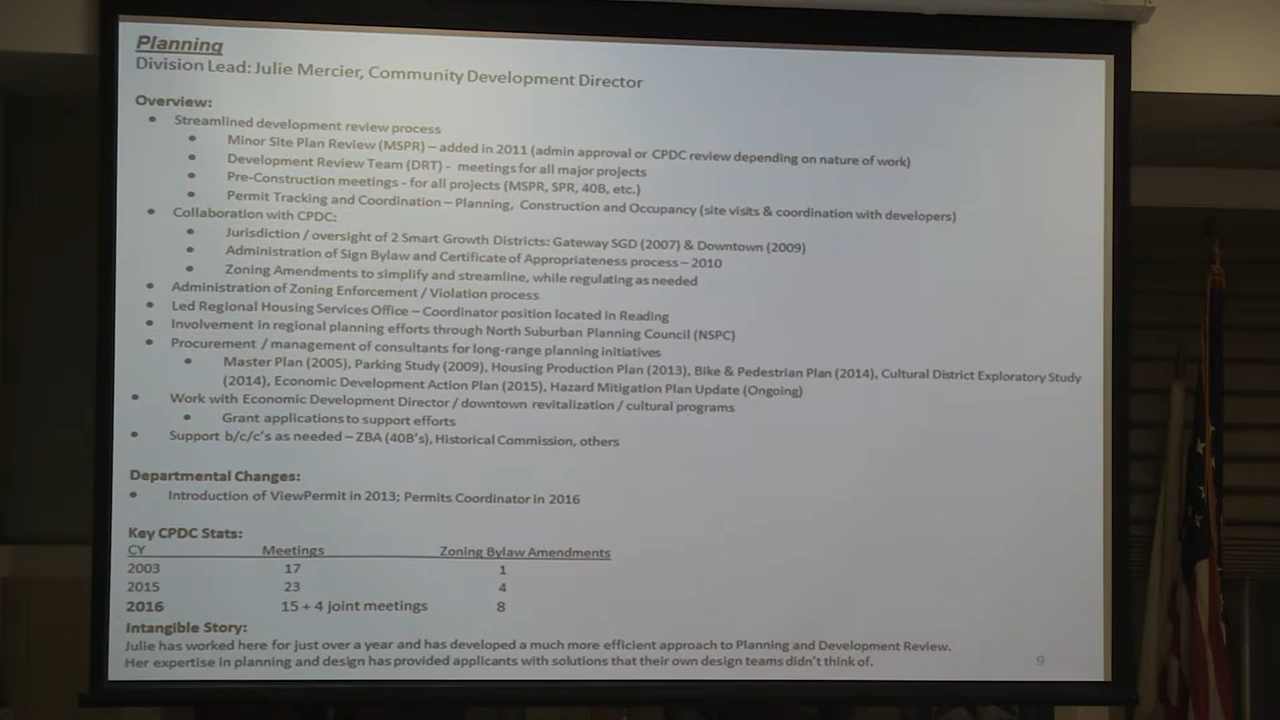 Planning
Division Lead: Julie Mercier, Community Development Director
Overview:
• Streamlined development review process
• Minor Site Plan Review (MSPR) – added in 2011 (admin approval or CPDC review depending on nature of work)
• Development Review Team (DRT) - meetings for all major projects
• Pre-Construction meetings - for all projects (MSPR, SPR, 40B, etc.)
• Permit Tracking and Coordination – Planning, Construction and Occupancy (site visits & coordination with developers)
• Collaboration with CPDC:
• Jurisdiction / oversight of 2 Smart Growth Districts: Gateway SGD (2007) & Downtown (2009)
• Administration of Sign Bylaw and Certificate of Appropriateness process – 2010
• Zoning Amendments to simplify and streamline, while regulating as needed
• Administration of Zoning Enforcement / Violation process
• Led Regional Housing Services Office – Coordinator position located in Reading
• Involvement in regional planning efforts through North Suburban Planning Council (NSPC)
• Procurement / management of consultants for long-range planning initiatives
• Master Plan (2005), Parking Study (2009), Housing Production Plan (2013), Bike & Pedestrian Plan (2014), Cultural District Exploratory Study
(2014), Economic Development Action Plan (2015), Hazard Mitigation Plan Update (Ongoing)
• Work with Economic Development Director / downtown revitalization / cultural programs
• Grant applications to support efforts
• Support b/c/c's as needed – ZBA (40B's), Historical Commission, others
Departmental Changes:
• Introduction of ViewPermit in 2013; Permits Coordinator in 2016
Key CPDC Stats:
CY Meetings Zoning Bylaw Amendments
2003 17 1
2015 23 4
2016 15 + 4 joint meetings 8
Intangible Story:
Julie has worked here for just over a year and has developed a much more efficient approach to Planning and Development Review.
Her expertise in planning and design has provided applicants with solutions that their own design teams didn't think of.
9